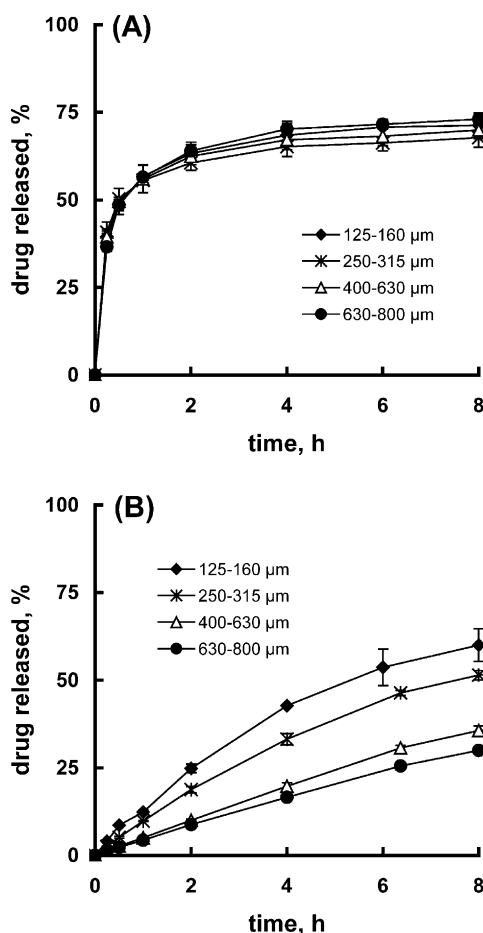 (A)
100
75
50
25
0
drug released, %
125-160 µm
250-315 µm
400-630 µm
630-800 µm
0 2 4 6 8
time, h
(B)
100
75
50
25
0
drug released, %
125-160 µm
250-315 µm
400-630 µm
630-800 µm
0 2 4 6 8
time, h